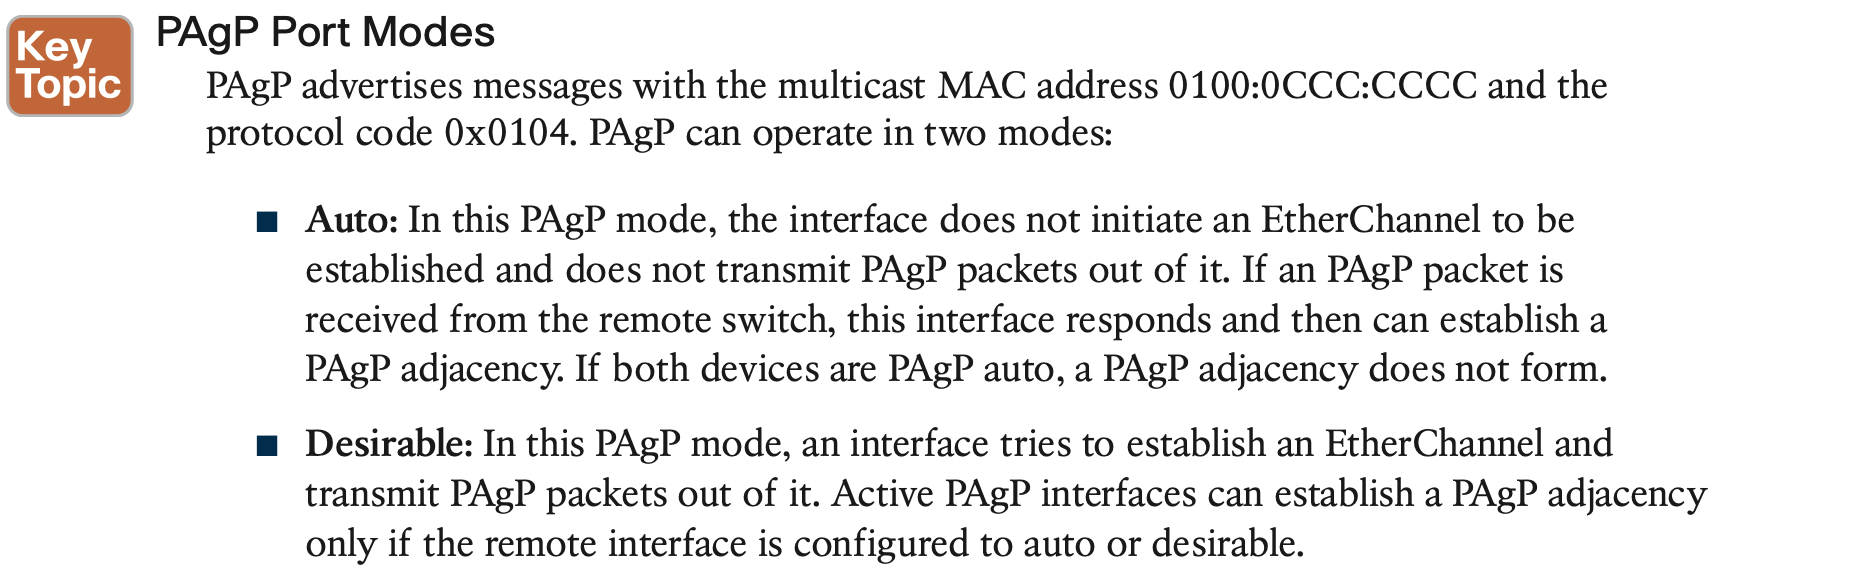 Key
Topic
PAgP Port Modes
PAgP advertises messages with the multicast MAC address 0100:0CCC:CCCC and the
protocol code 0x0104. PAgP can operate in two modes:
■ Auto: In this PAgP mode, the interface does not initiate an EtherChannel to be
established and does not transmit PAgP packets out of it. If an PAgP packet is
received from the remote switch, this interface responds and then can establish a
PAgP adjacency. If both devices are PAgP auto, a PAgP adjacency does not form.
■ Desirable: In this PAgP mode, an interface tries to establish an EtherChannel and
transmit PAgP packets out of it. Active PAgP interfaces can establish a PAgP adjacency
only if the remote interface is configured to auto or desirable.